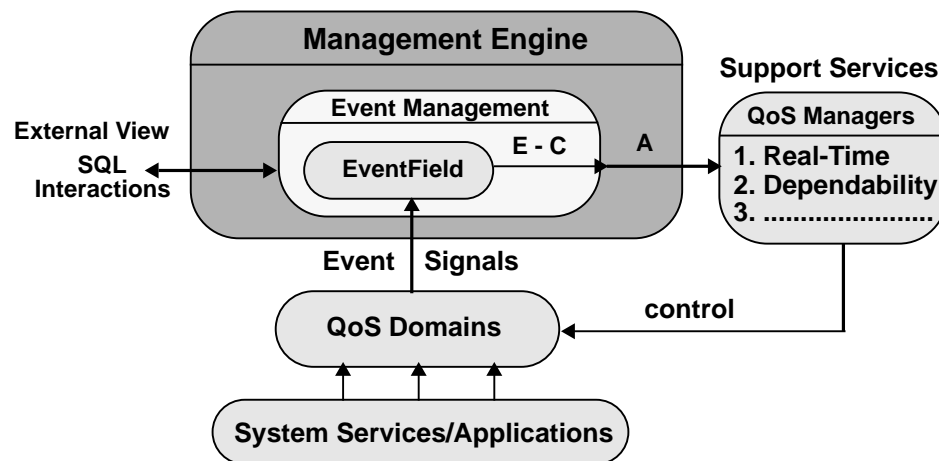 Management Engine
Support Services
Event Management
QoS Managers
External View
SQL
Interactions
E - C
A
EventField
1. Real-Time
2. Dependability
3. .......................
Event Signals
QoS Domains
control
System Services/Applications